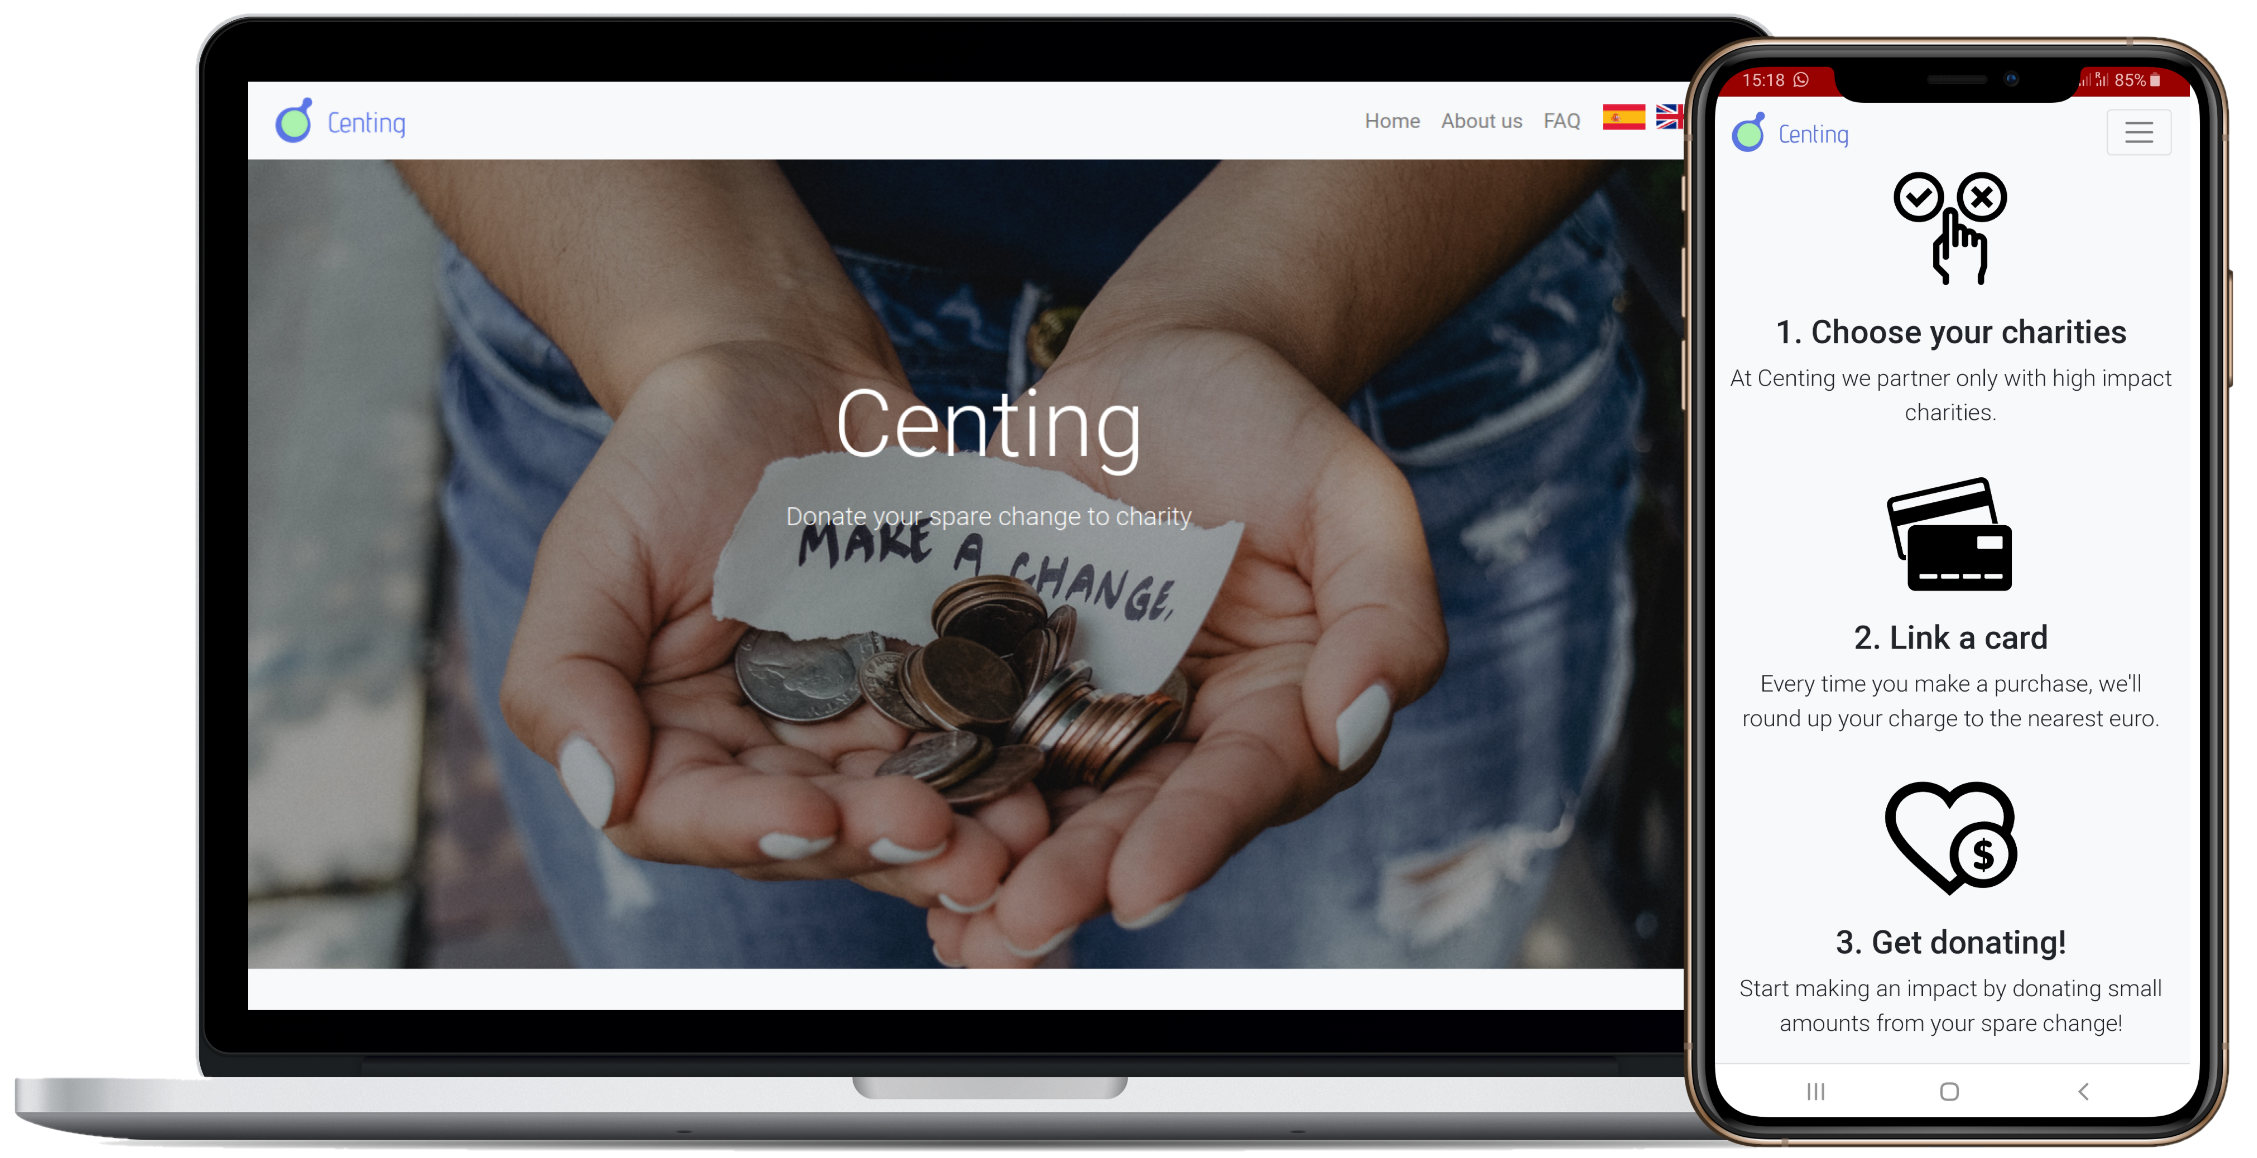 Centing
Home About us FAQ
Centing
Donate your spare change to charity
MAKE A CHANGE,
15:18 R 85%
Centing
1. Choose your charities
At Centing we partner only with high impact
charities.
2. Link a card
Every time you make a purchase, we'll
round up your charge to the nearest euro.
$
3. Get donating!
Start making an impact by donating small
amounts from your spare change!